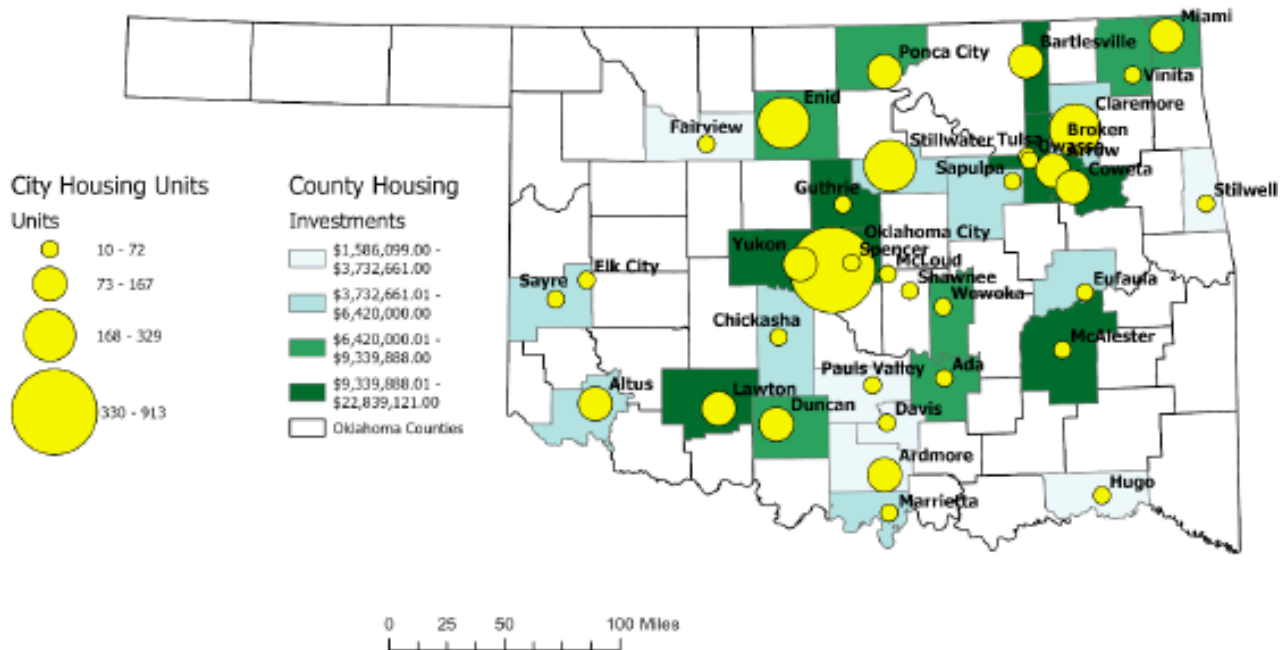 Miami
Ponca City
Bartlesville
Vinita
Enid
Claremore
Fairview
Broken
Arrow
Stillwater
Tulsa
Owasso
Sapulpa
Coweta
Guthrie
Stilwell
Oklahoma City
Yukon
Spencer
McLoud
Elk City
Shawnee
Eufaula
Sayre
Wowoka
Chickasha
McAlester
Pauls Valley
Ada
Altus
Lawton
Duncan
Davis
Ardmore
Hugo
Marrietta
City Housing Units
Units
10 - 72
73 - 167
168 - 329
330 - 913
County Housing
Investments
$1,586,099.00 -
$3,732,661.00
$3,732,661.01 -
$6,420,000.00
$6,420,000.01 -
$9,339,888.00
$9,339,888.01 -
$22,839,121.00
Oklahoma Counties
0 25 50 100 Miles